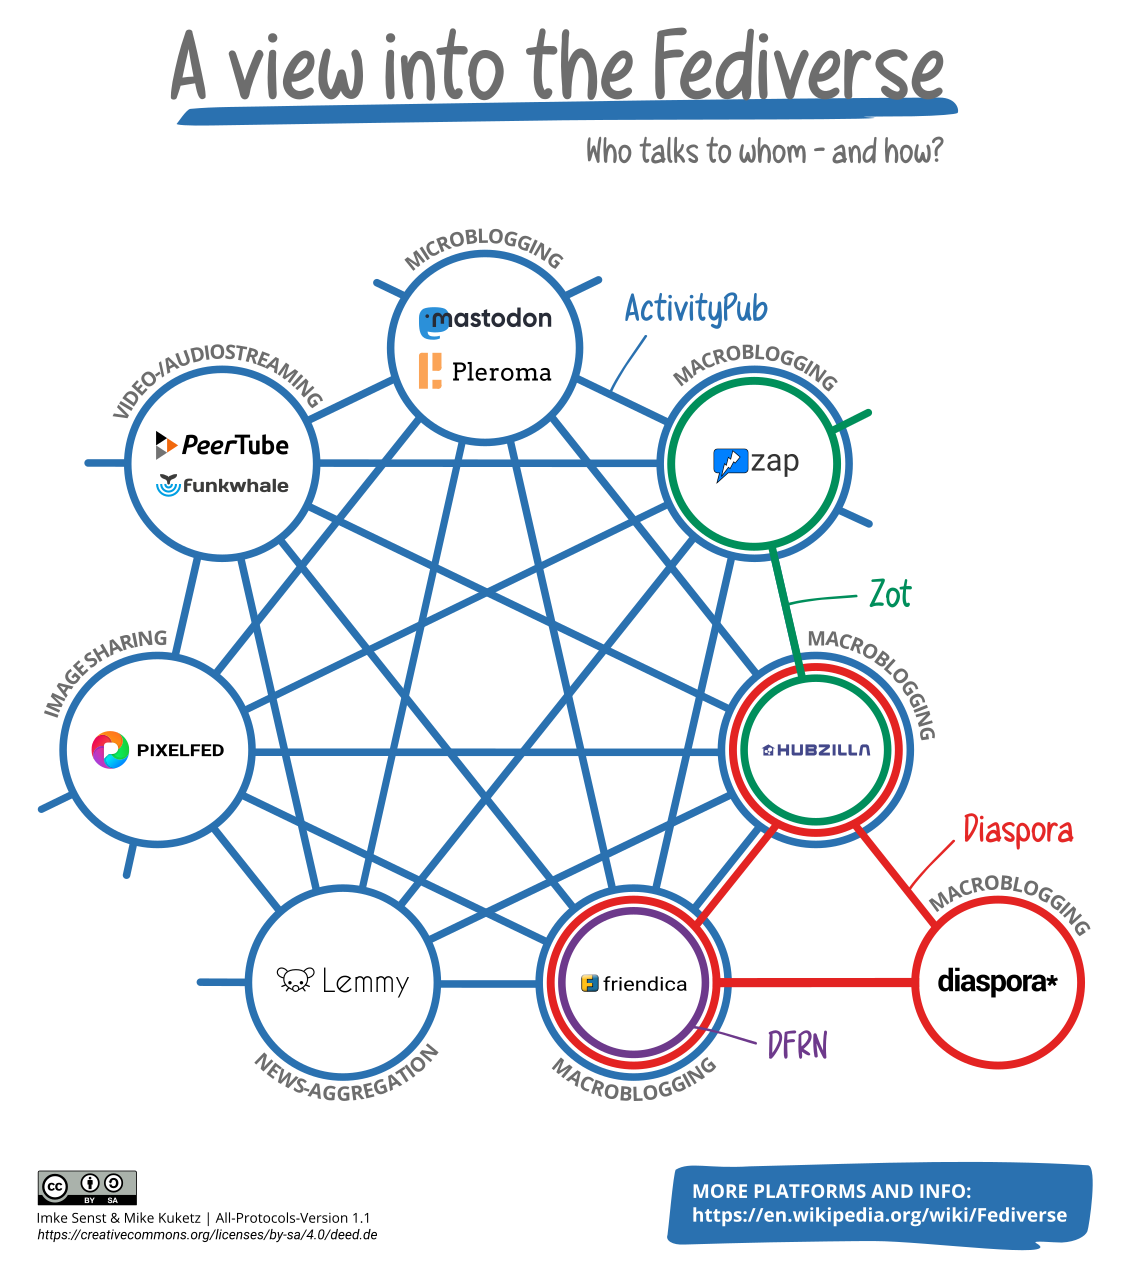 A view into the Fediverse
Who talks to whom - and how?
MICROBLOGGING
mastodon
Pleroma
ActivityPub
VIDEO-/AUDIOSTREAMING
PeerTube
funkwhale
MACROBLOGGING
zap
Zot
IMAGESHARING
PIXELFED
MACROBLOGGING
HUBZILLA
Diaspora
MACROBLOGGING
diaspora*
Lemmy
NEWS-AGGREGATION
F friendica
MACROBLOGGING
DFRN
cc BY SA
Imke Senst & Mike Kuketz | All-Protocols-Version 1.1
https://creativecommons.org/licenses/by-sa/4.0/deed.de
MORE PLATFORMS AND INFO:
https://en.wikipedia.org/wiki/Fediverse